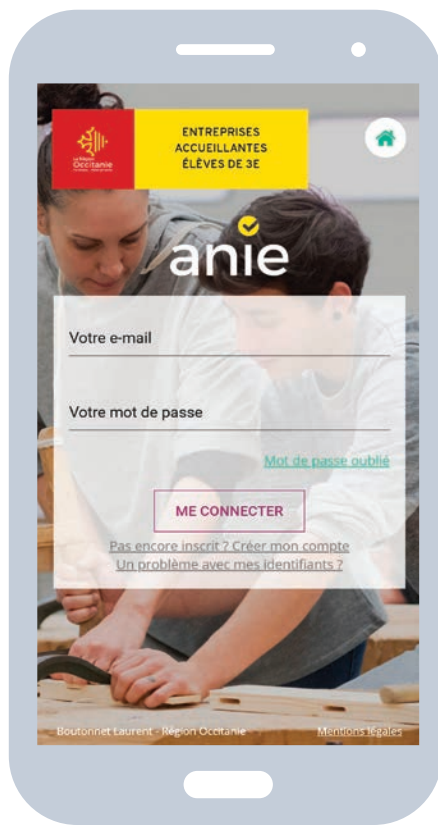 ENTREPRISES
ACCUEILLANTES
ÉLÈVES DE 3E
La Région
Occitanie
anie
Votre e-mail
Votre mot de passe
Mot de passe oublié
ME CONNECTER
Pas encore inscrit ? Créer mon compte
Un problème avec mes identifiants ?
Boutonnet Laurent - Région Occitanie
Mentions légales